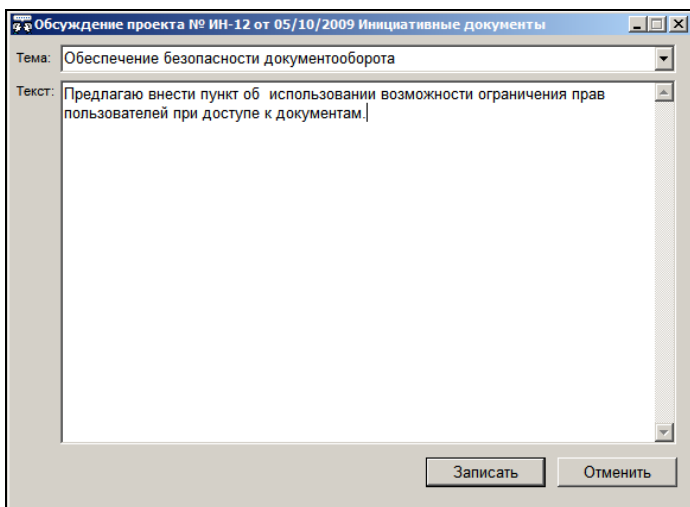 Обсуждение проекта № ИН-12 от 05/10/2009 Инициативные документы
Тема: Обеспечение безопасности документооборота
Текст: Предлагаю внести пункт об  использовании возможности ограничения прав
пользователей при доступе к документам.
Записать Отменить